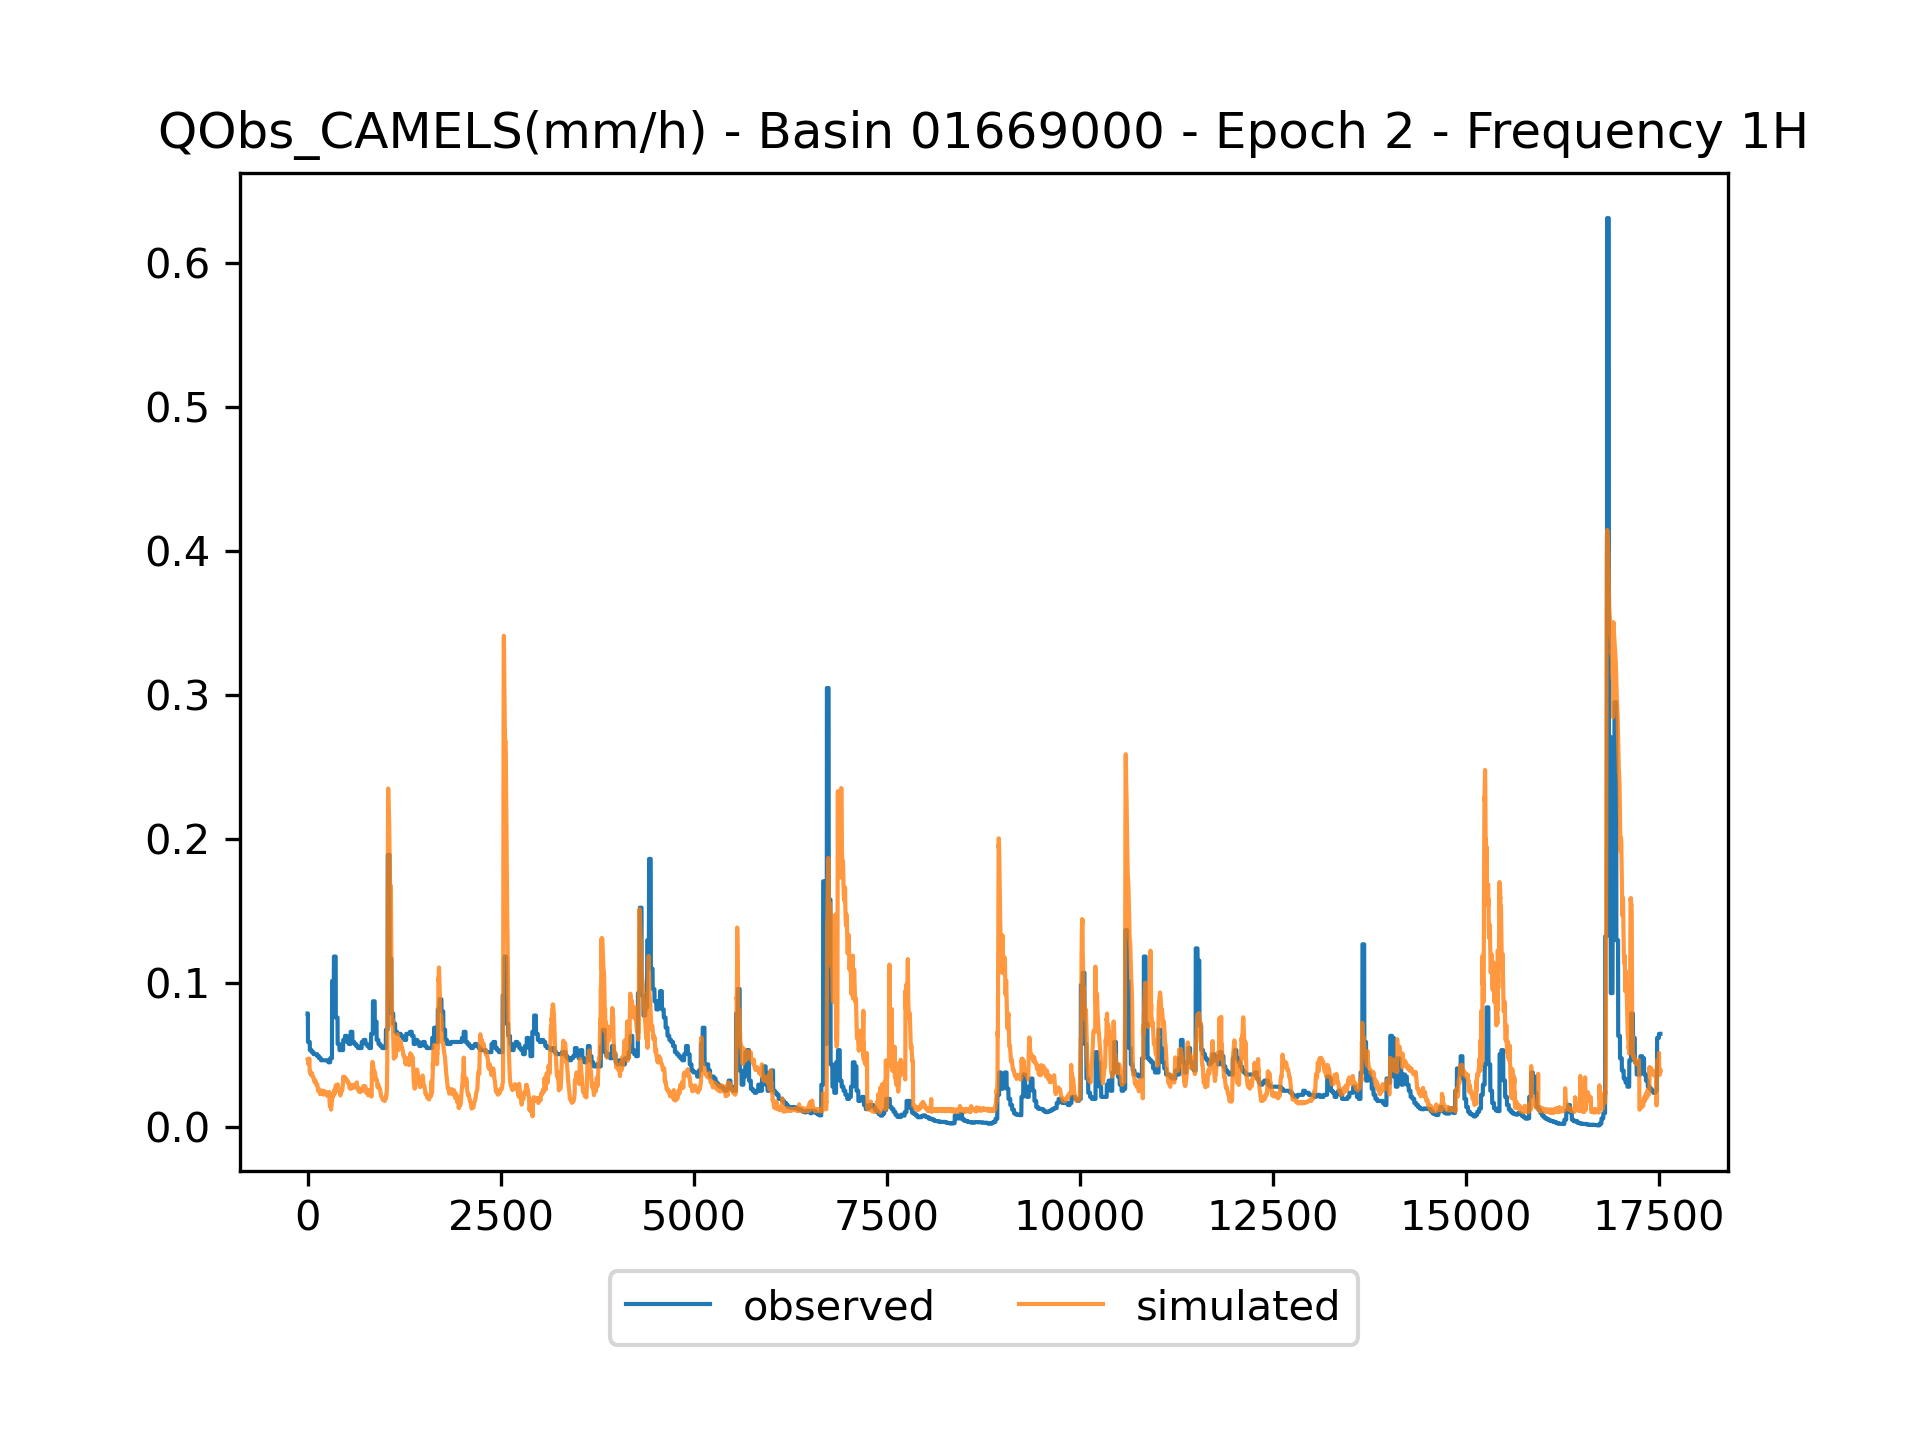 QObs_CAMELS(mm/h) - Basin 01669000 - Epoch 2 - Frequency 1H
0.6
0.5
0.4
0.3
0.2
0.1
0.0
0 2500 5000 7500 10000 12500 15000 17500
observed simulated